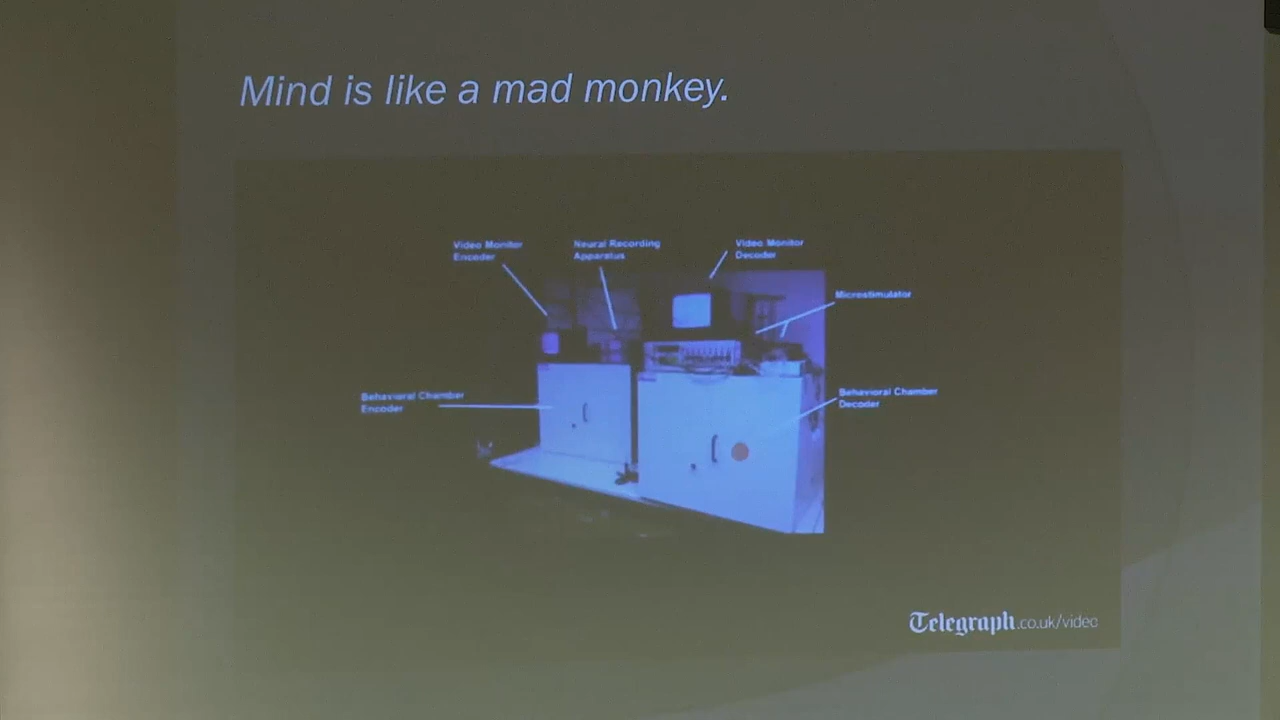 Mind is like a mad monkey.
Video Monitor
Encoder
Neural Recording
Apparatus
Video Monitor
Decoder
Microstimulator
Behavioral Chamber
Encoder
Behavioral Chamber
Decoder
Telegraph.co.uk/video